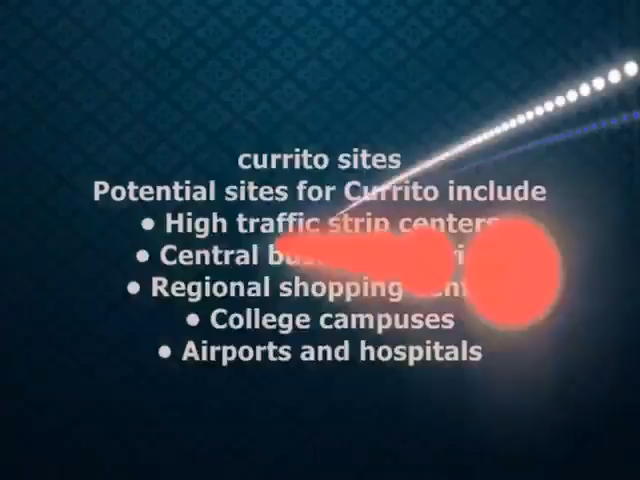 currito sites
Potential sites for Currito include
• High traffic strip centers
• Central
• Regional shopping
• College campuses
• Airports and hospitals